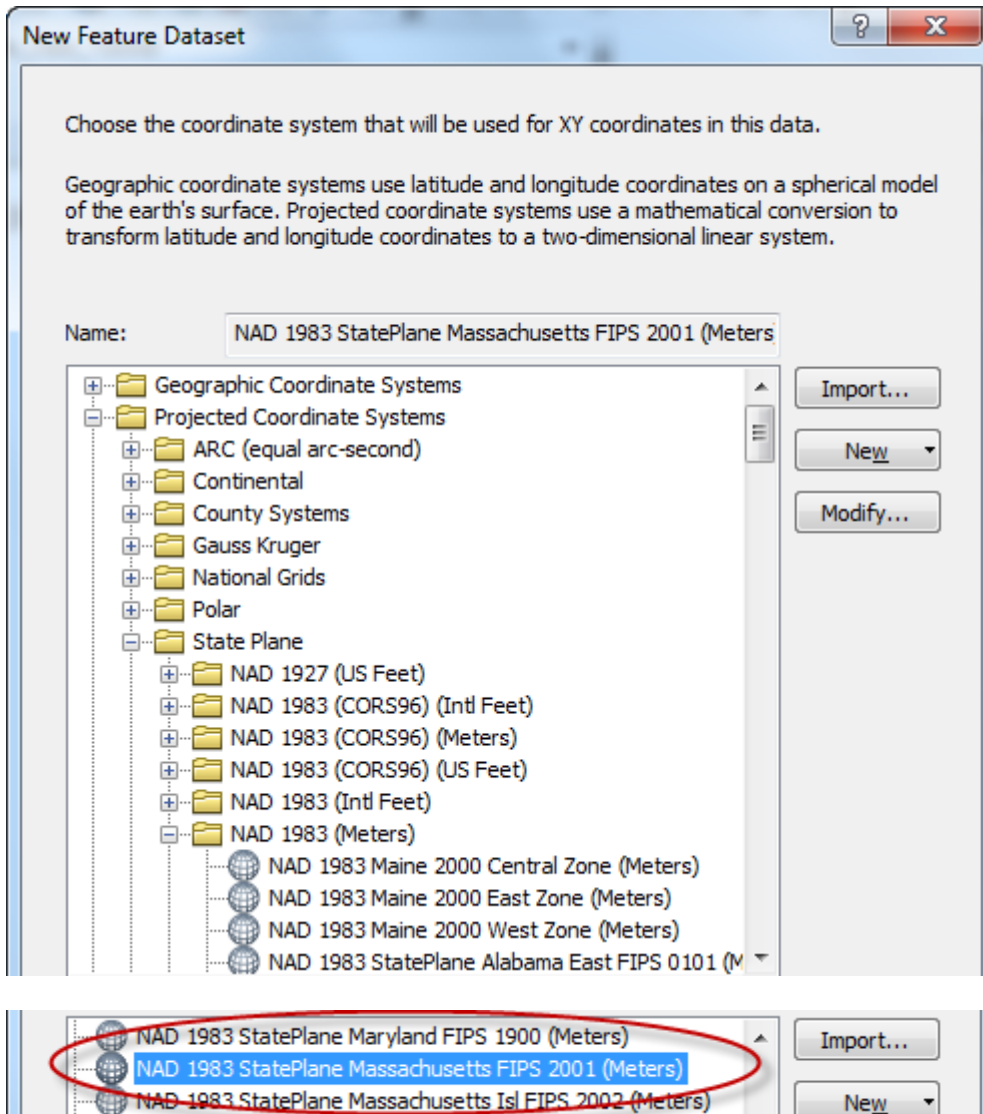 New Feature Dataset
Choose the coordinate system that will be used for XY coordinates in this data.
Geographic coordinate systems use latitude and longitude coordinates on a spherical model
of the earth's surface. Projected coordinate systems use a mathematical conversion to
transform latitude and longitude coordinates to a two-dimensional linear system.
Name: NAD 1983 StatePlane Massachusetts FIPS 2001 (Meters
Geographic Coordinate Systems
Import...
Projected Coordinate Systems
ARC (equal arc-second)
New
Continental
County Systems
Modify...
Gauss Kruger
National Grids
Polar
State Plane
NAD 1927 (US Feet)
NAD 1983 (CORS96) (Intl Feet)
NAD 1983 (CORS96) (Meters)
NAD 1983 (CORS96) (US Feet)
NAD 1983 (Intl Feet)
NAD 1983 (Meters)
NAD 1983 Maine 2000 Central Zone (Meters)
NAD 1983 Maine 2000 East Zone (Meters)
NAD 1983 Maine 2000 West Zone (Meters)
NAD 1983 StatePlane Alabama East FIPS 0101 (M
NAD 1983 StatePlane Maryland FIPS 1900 (Meters)
Import...
NAD 1983 StatePlane Massachusetts FIPS 2001 (Meters)
NAD 1983 StatePlane Massachusetts Isl FIPS 2002 (Meters)
New